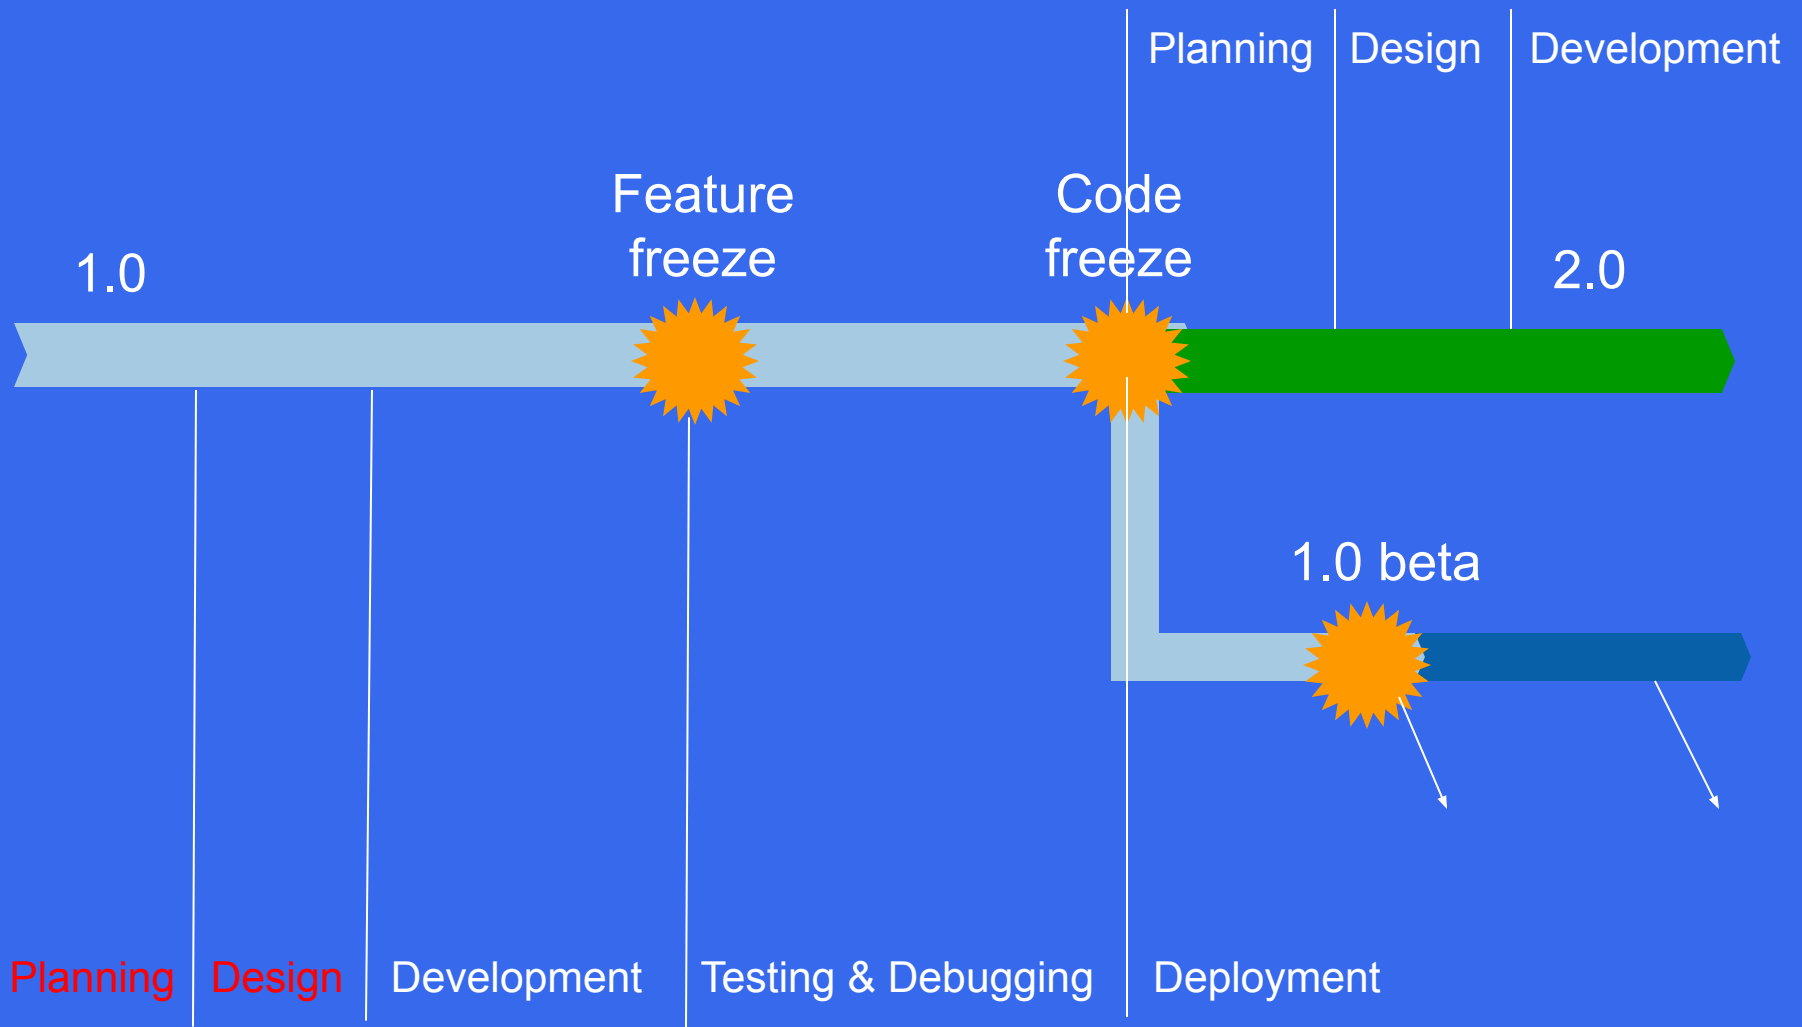 Planning
Design
Development
Feature
freeze
Code
freeze
1.0
2.0
1.0 beta
Planning
Design
Development
Testing & Debugging
Deployment